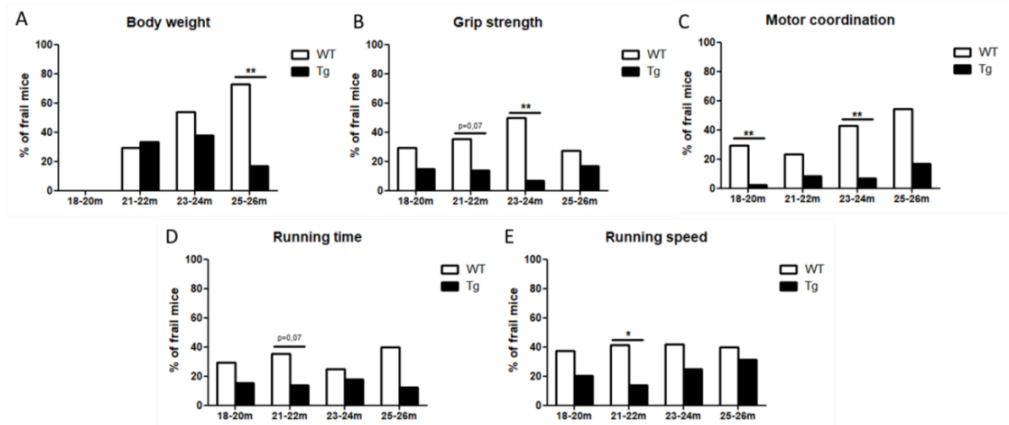 A
Body weight
% of frail mice
100
80
60
40
20
0
**
WT
Tg
18-20m 21-22m 23-24m 25-26m
B
Grip strength
% of frail mice
100
80
60
40
20
0
p=0,07
**
WT
Tg
18-20m 21-22m 23-24m 25-26m
C
Motor coordination
% of frail mice
100
80
60
40
20
0
**
**
WT
Tg
18-20m 21-22m 23-24m 25-26m
D
Running time
% of frail mice
100
80
60
40
20
0
p=0,07
WT
Tg
18-20m 21-22m 23-24m 25-26m
E
Running speed
% of frail mice
100
80
60
40
20
0
*
WT
Tg
18-20m 21-22m 23-24m 25-26m